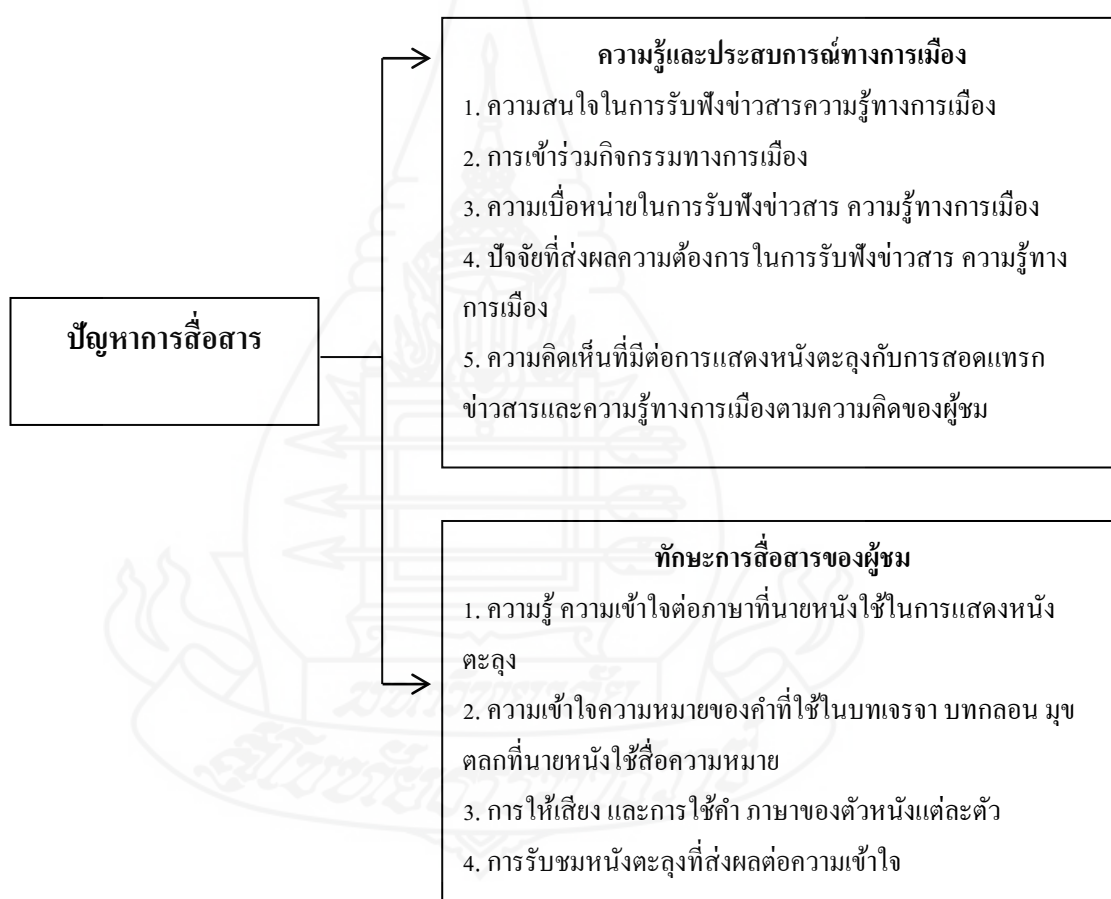 ความรู้และประสบการณ์ทางการเมือง
1. ความสนใจในการรับฟังข่าวสารความรู้ทางการเมือง
2. การเข้าร่วมกิจกรรมทางการเมือง
3. ความเบื่อหน่ายในการรับฟังข่าวสาร ความรู้ทางการเมือง
4. ปัจจัยที่ส่งผลความต้องการในการรับฟังข่าวสาร ความรู้ทาง
การเมือง
5. ความคิดเห็นที่มีต่อการแสดงหนังตะลุงกับการสอดแทรก
ข่าวสารและความรู้ทางการเมืองตามความคิดของผู้ชม
ปัญหาการสื่อสาร
ทักษะการสื่อสารของผู้ชม
1. ความรู้ ความเข้าใจต่อภาษาที่นายหนังใช้ในการแสดงหนัง
ตะลุง
2. ความเข้าใจความหมายของคำที่ใช้ในบทเจรจา บทกลอน มุข
ตลกที่นายหนังใช้สื่อความหมาย
3. การให้เสียง และการใช้คำ ภาษาของตัวหนังแต่ละตัว
4. การรับชมหนังตะลุงที่ส่งผลต่อความเข้าใจ
มหาวิทยาลัย
สุโขทัยธรรมาธิราช